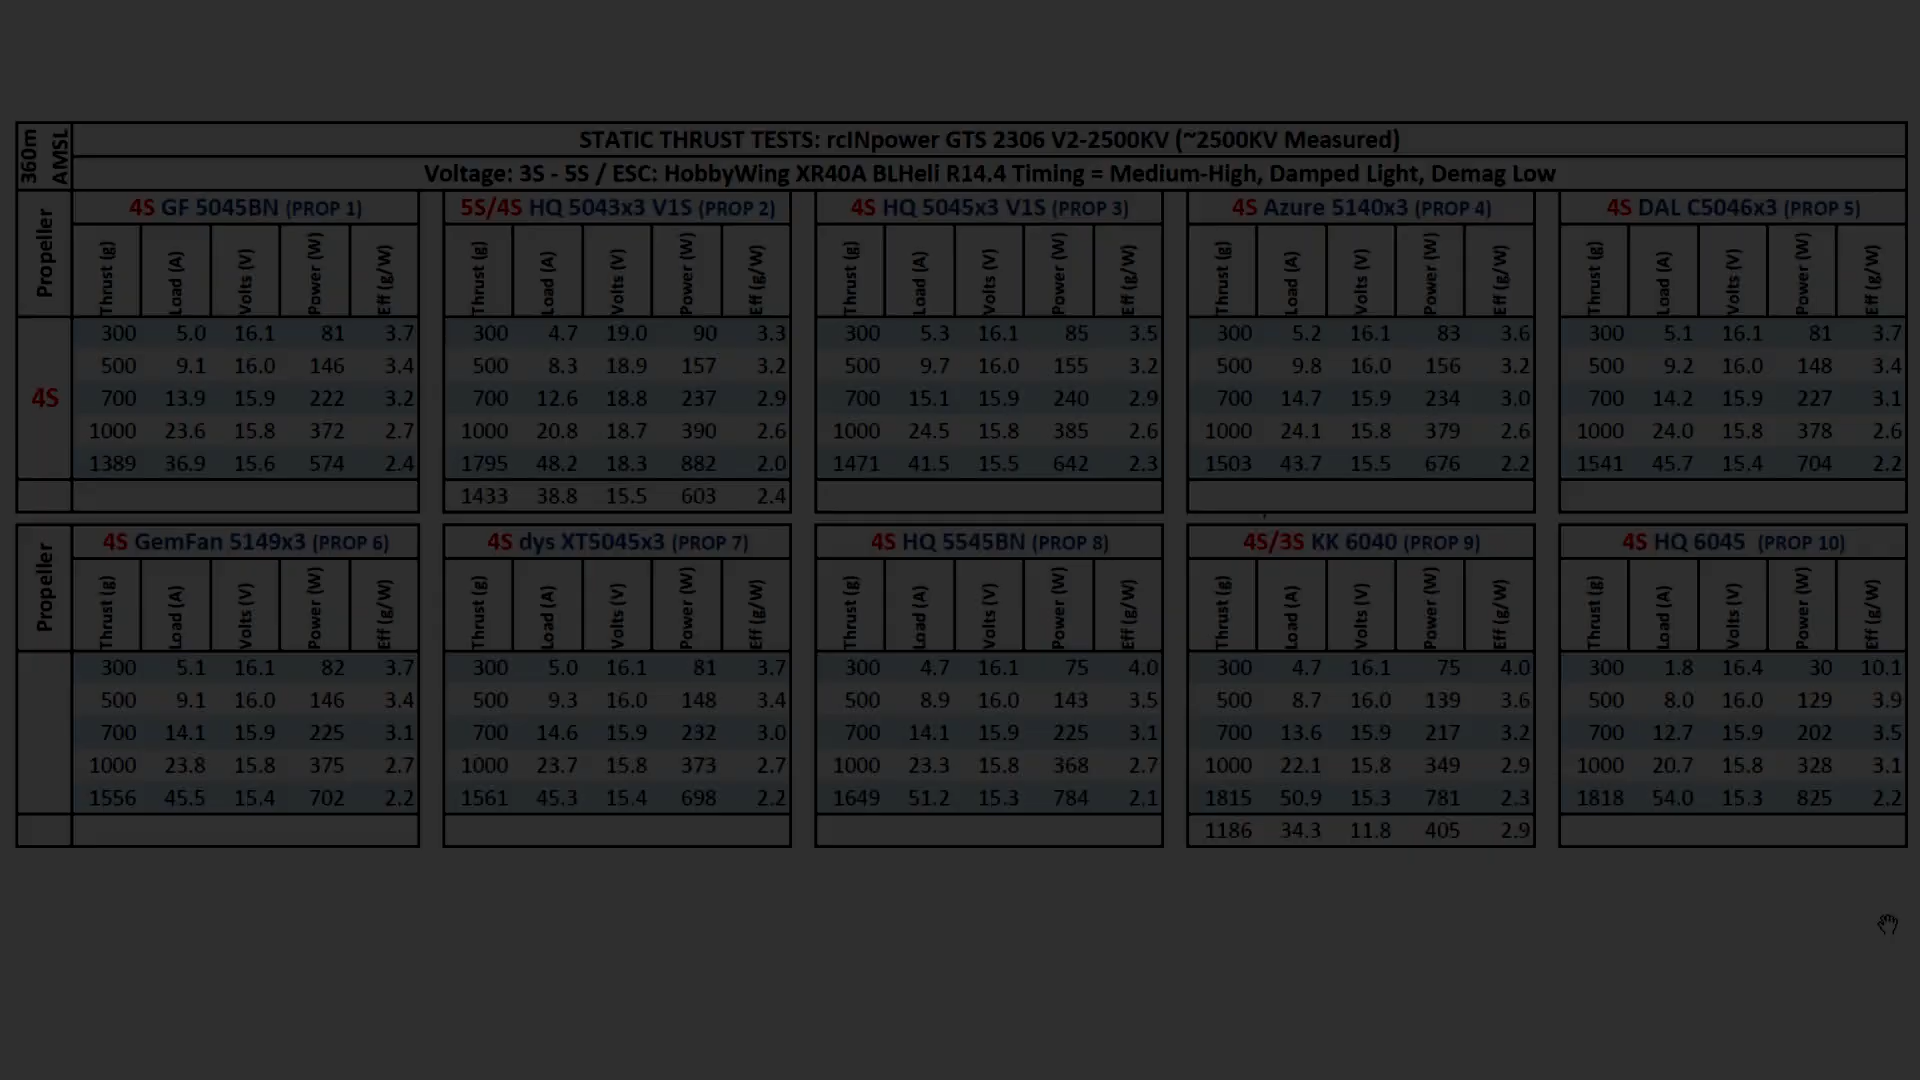 360m AMSL
STATIC THRUST TESTS: rcINpower GTS 2306 V2-2500KV (~2500KV Measured)
Voltage: 3S - 5S / ESC: HobbyWing XR40A BLHeli R14.4 Timing = Medium-High, Damped Light, Demag Low
Propeller 4S GF 5045BN (PROP 1) 5S/4S HQ 5043x3 V1S (PROP 2) 4S HQ 5045x3 V1S (PROP 3) 4S Azure 5140x3 (PROP 4) 4S DAL C5046x3 (PROP 5)
Thrust (g) Load (A) Volts (V) Power (W) Eff (g/W) Thrust (g) Load (A) Volts (V) Power (W) Eff (g/W) Thrust (g) Load (A) Volts (V) Power (W) Eff (g/W) Thrust (g) Load (A) Volts (V) Power (W) Eff (g/W) Thrust (g) Load (A) Volts (V) Power (W) Eff (g/W)
300 5.0 16.1 81 3.7 300 4.7 19.0 90 3.3 300 5.3 16.1 85 3.5 300 5.2 16.1 83 3.6 300 5.1 16.1 81 3.7
500 9.1 16.0 146 3.4 500 8.3 18.9 157 3.2 500 9.7 16.0 155 3.2 500 9.8 16.0 156 3.2 500 9.2 16.0 148 3.4
4S 700 13.9 15.9 222 3.2 700 12.6 18.8 237 2.9 700 15.1 15.9 240 2.9 700 14.7 15.9 234 3.0 700 14.2 15.9 227 3.1
1000 23.6 15.8 372 2.7 1000 20.8 18.7 390 2.6 1000 24.5 15.8 385 2.6 1000 24.1 15.8 379 2.6 1000 24.0 15.8 378 2.6
1389 36.9 15.6 574 2.4 1795 48.2 18.3 882 2.0 1471 41.5 15.5 642 2.3 1503 43.7 15.5 676 2.2 1541 45.7 15.4 704 2.2
1433 38.8 15.5 603 2.4
Propeller 4S GemFan 5149x3 (PROP 6) 4S dys XT5045x3 (PROP 7) 4S HQ 5545BN (PROP 8) 4S/3S KK 6040 (PROP 9) 4S HQ 6045 (PROP 10)
Thrust (g) Load (A) Volts (V) Power (W) Eff (g/W) Thrust (g) Load (A) Volts (V) Power (W) Eff (g/W) Thrust (g) Load (A) Volts (V) Power (W) Eff (g/W) Thrust (g) Load (A) Volts (V) Power (W) Eff (g/W) Thrust (g) Load (A) Volts (V) Power (W) Eff (g/W)
300 5.1 16.1 82 3.7 300 5.0 16.1 81 3.7 300 4.7 16.1 75 4.0 300 4.7 16.1 75 4.0 300 1.8 16.4 30 10.1
500 9.1 16.0 146 3.4 500 9.3 16.0 148 3.4 500 8.9 16.0 143 3.5 500 8.7 16.0 139 3.6 500 8.0 16.0 129 3.9
700 14.1 15.9 225 3.1 700 14.6 15.9 232 3.0 700 14.1 15.9 225 3.1 700 13.6 15.9 217 3.2 700 12.7 15.9 202 3.5
1000 23.8 15.8 375 2.7 1000 23.7 15.8 373 2.7 1000 23.3 15.8 368 2.7 1000 22.1 15.8 349 2.9 1000 20.7 15.8 328 3.1
1556 45.5 15.4 702 2.2 1561 45.3 15.4 698 2.2 1649 51.2 15.3 784 2.1 1815 50.9 15.3 781 2.3 1818 54.0 15.3 825 2.2
1186 34.3 11.8 405 2.9